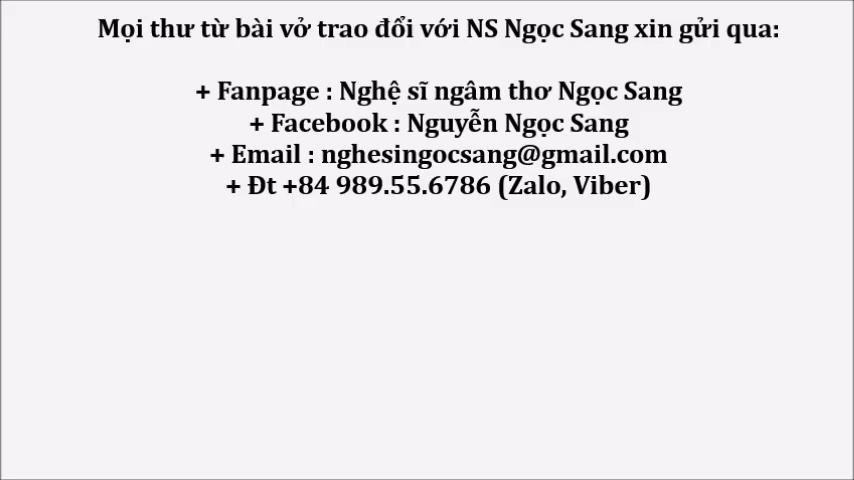 Mọi thư từ bài vở trao đổi với NS Ngọc Sang xin gửi qua:
+ Fanpage : Nghệ sĩ ngâm thơ Ngọc Sang
+ Facebook : Nguyễn Ngọc Sang
+ Email : nghesingocsang@gmail.com
+ Đt +84 989.55.6786 (Zalo, Viber)